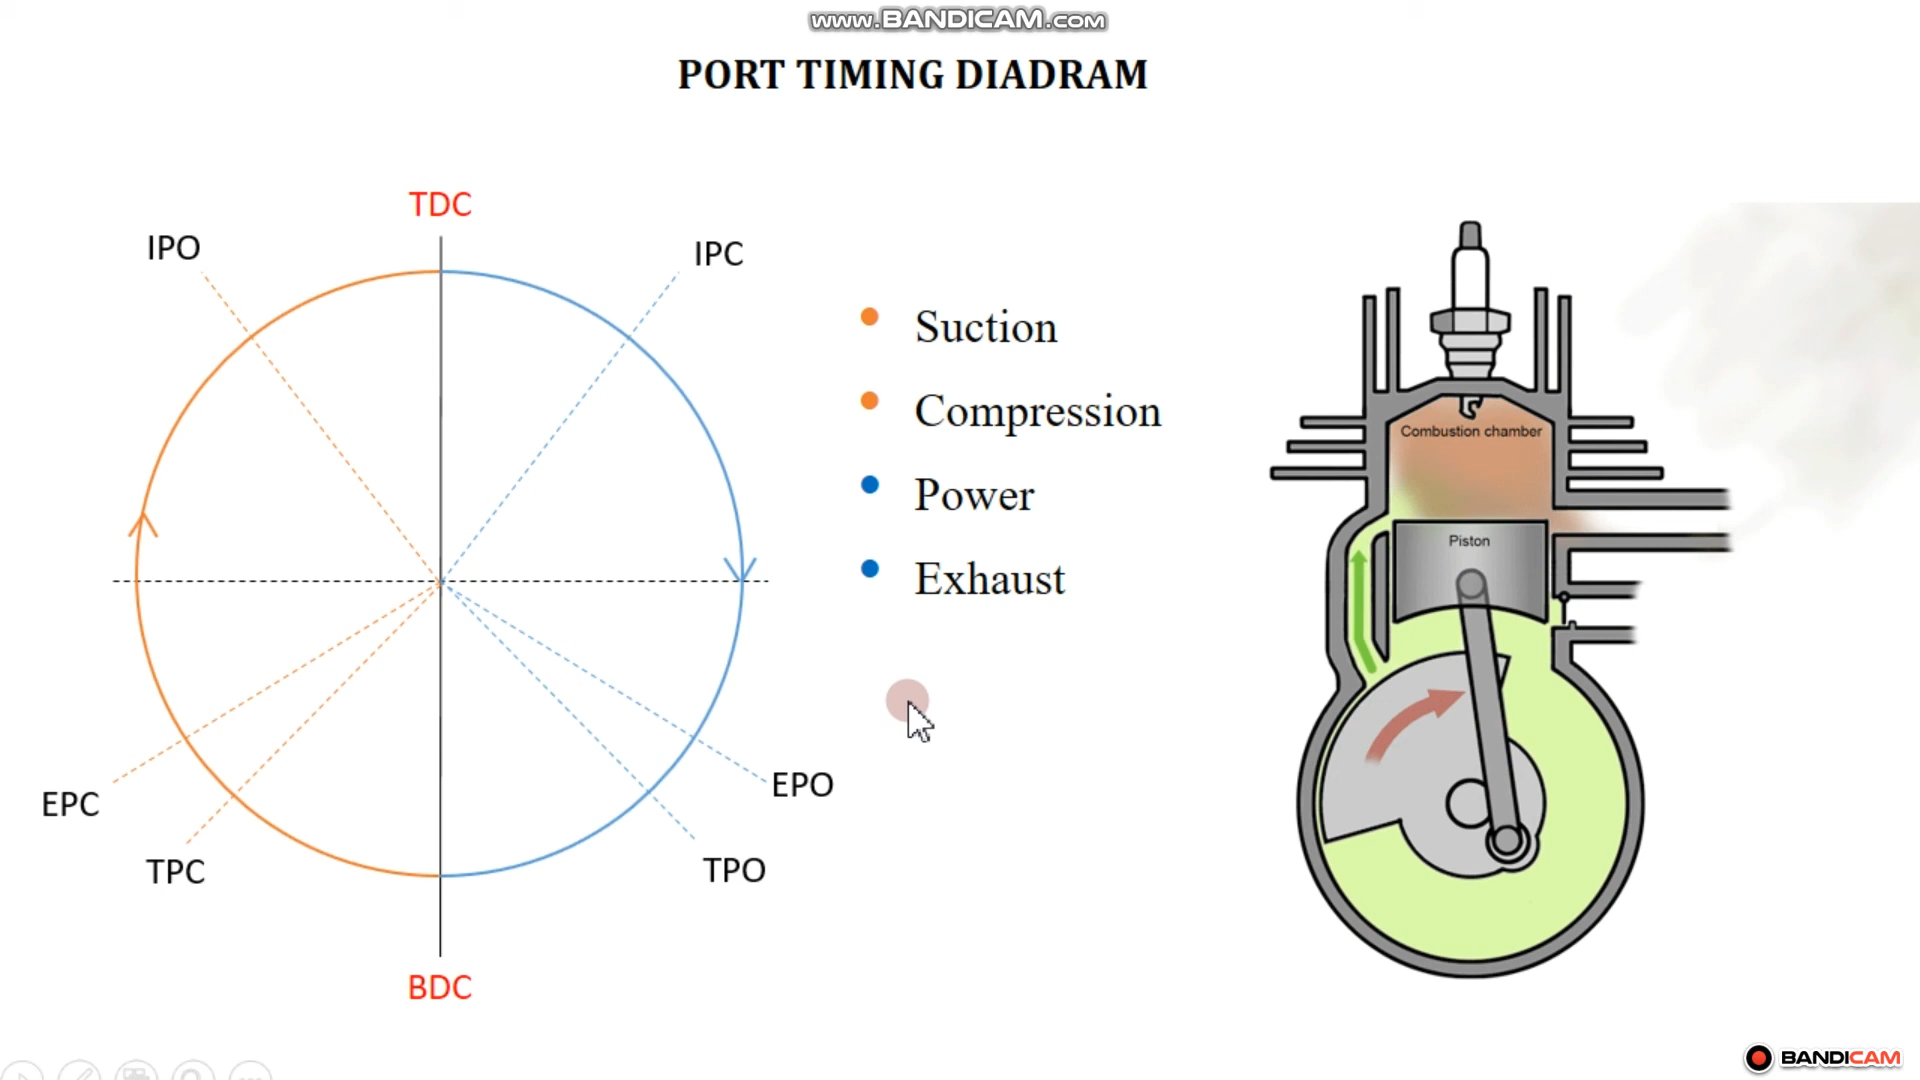 www.BANDICAM.com
PORT TIMING DIADRAM
TDC
IPO
IPC
EPC
EPO
TPC
TPO
BDC
Suction
Compression
Power
Exhaust
Combustion chamber
Piston
BANDICAM